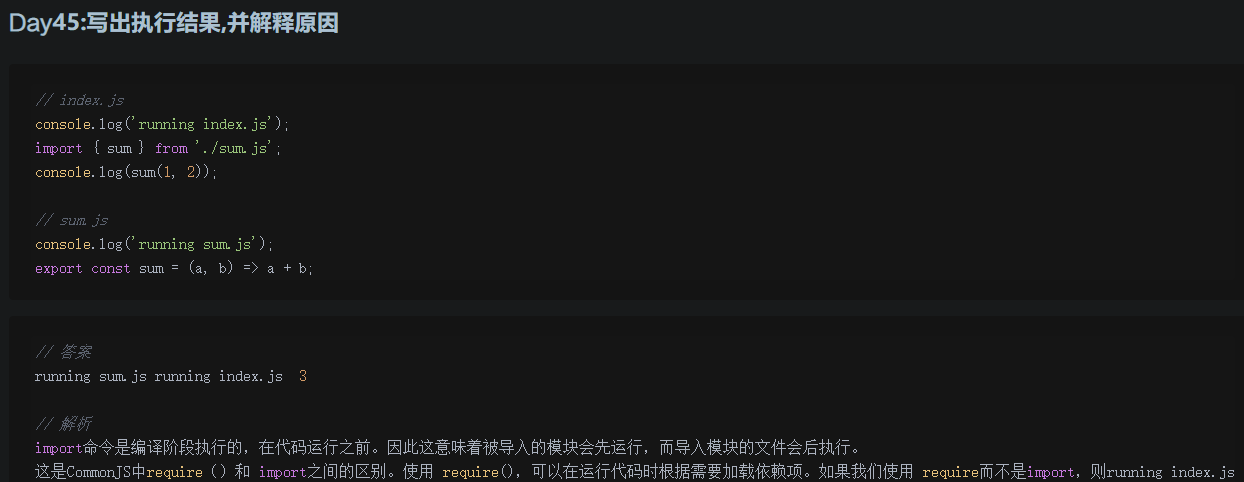 Day45:写出执行结果,并解释原因
// index.js
console.log('running index.js');
import { sum } from './sum.js';
console.log(sum(1, 2));
// sum.js
console.log('running sum.js');
export const sum = (a, b) => a + b;
// 答案
running sum.js running index.js  3
// 解析
import命令是编译阶段执行的，在代码运行之前。因此这意味着被导入的模块会先运行，而导入模块的文件会后执行。
这是CommonJS中require（）和 import之间的区别。使用 require()，可以在运行代码时根据需要加载依赖项。如果我们使用 require而不是import，则running index.js